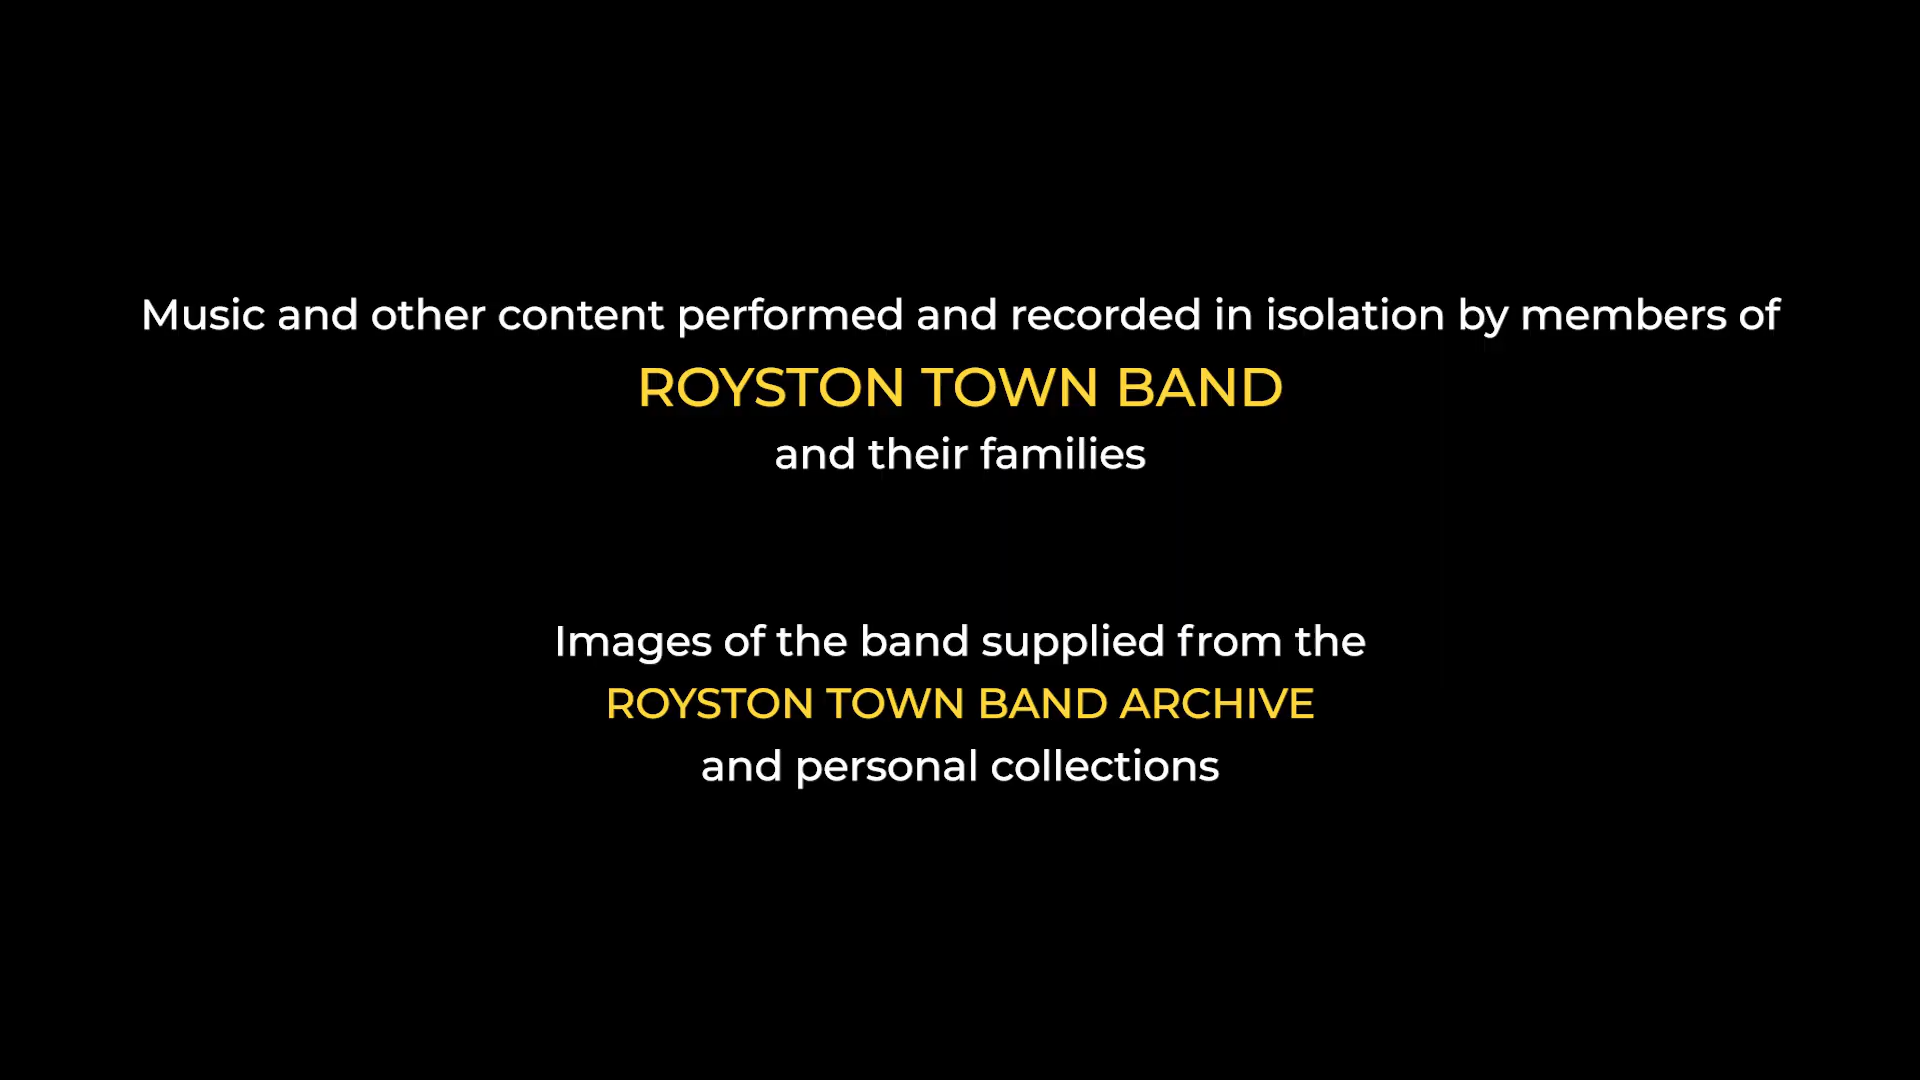 Music and other content performed and recorded in isolation by members of
ROYSTON TOWN BAND
and their families
Images of the band supplied from the
ROYSTON TOWN BAND ARCHIVE
and personal collections